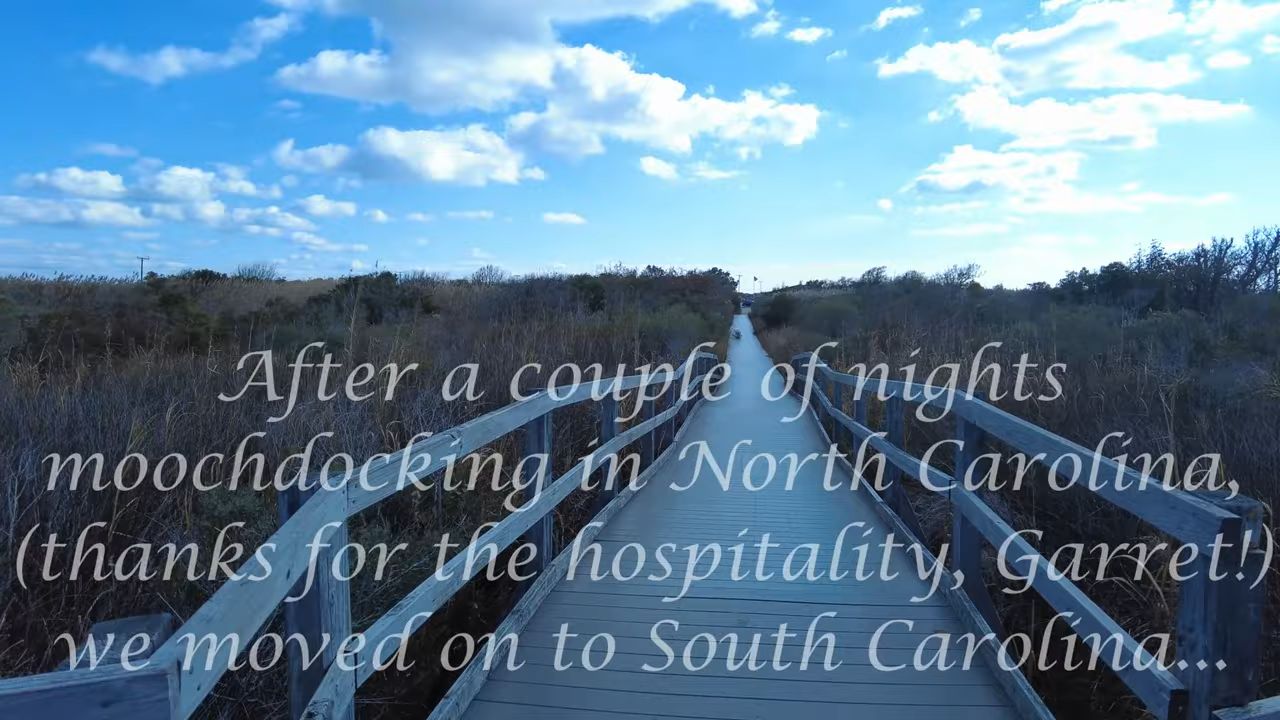 After a couple of nights
moochdocking in North Carolina,
(thanks for the hospitality, Garret!)
we moved on to South Carolina...